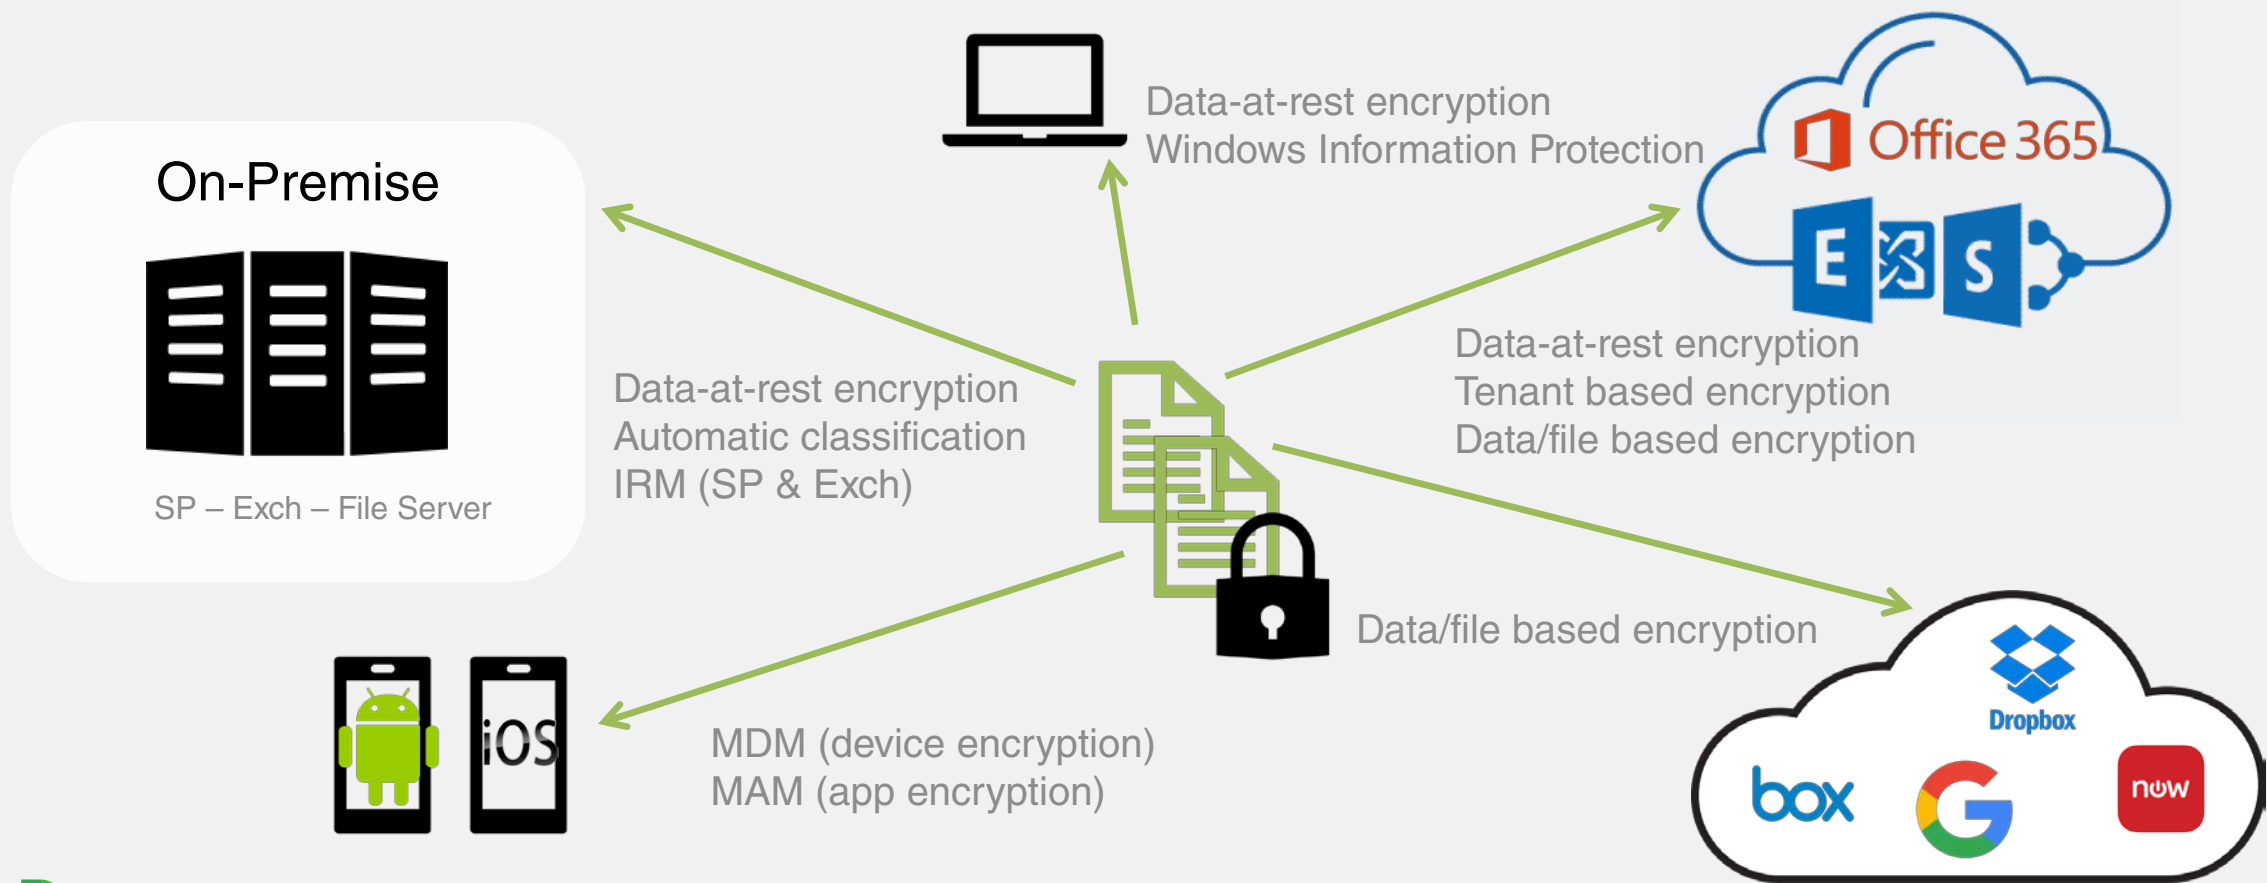 On-Premise
SP – Exch – File Server
Data-at-rest encryption
Windows Information Protection
Office 365
E
S
Data-at-rest encryption
Automatic classification
IRM (SP & Exch)
Data-at-rest encryption
Tenant based encryption
Data/file based encryption
Data/file based encryption
iOS
MDM (device encryption)
MAM (app encryption)
Dropbox
box
G
now